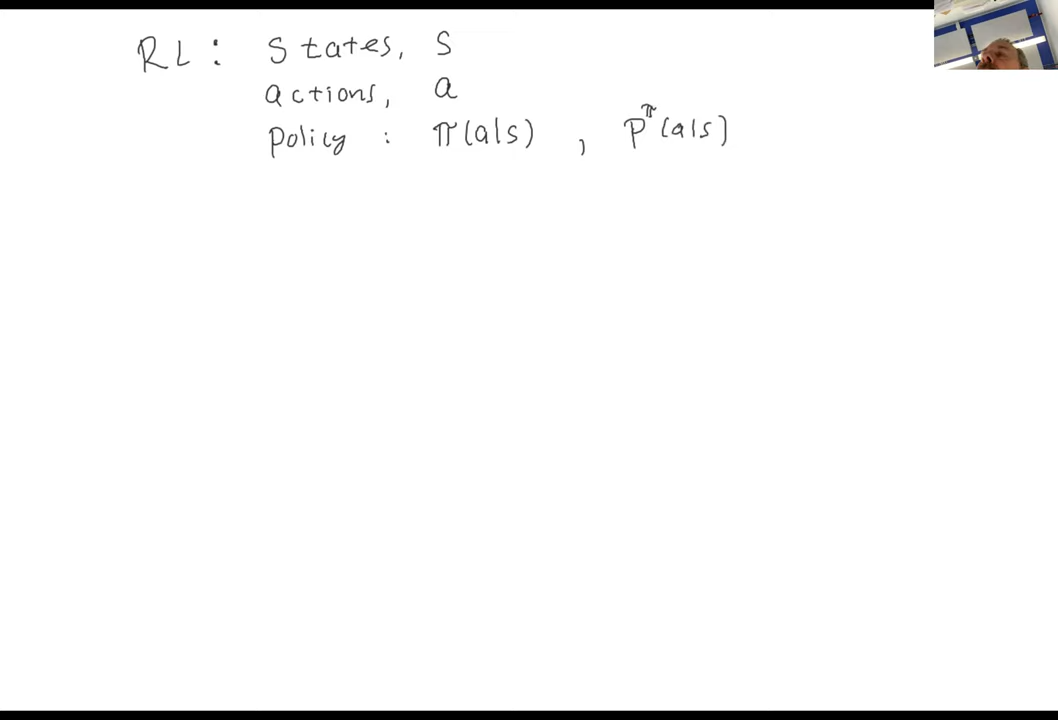 RL: States, s
actions, a
policy: π(a|s), p^π(a|s)